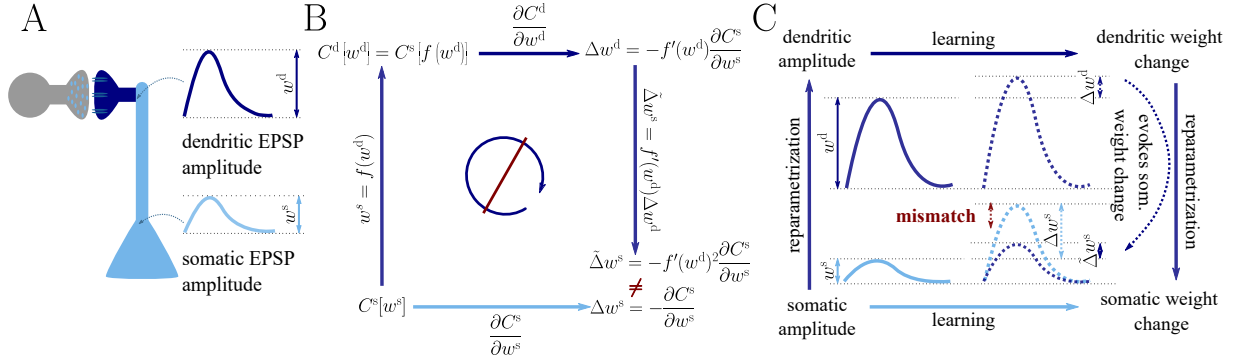 A
w^d
dendritic EPSP
amplitude
w^s
somatic EPSP
amplitude
B
∂C^d
∂w^d
C^d[w^d] = C^s[f(w^d)]
Δw^d = −f′(w^d) ∂C^s/∂w^s
w^s = f(w^d)
Δ̃w^s = f′(w^d)Δw^d
Δ̃w^s = −f′(w^d)² ∂C^s/∂w^s
≠
C^s[w^s]
Δw^s = −∂C^s/∂w^s
∂C^s
∂w^s
C
dendritic
amplitude
learning
dendritic weight
change
reparametrization
w^d
Δw^d
evokes som.
weight change
reparametrization
mismatch
Δw^s
Δ̃w^s
w^s
somatic
amplitude
learning
somatic weight
change